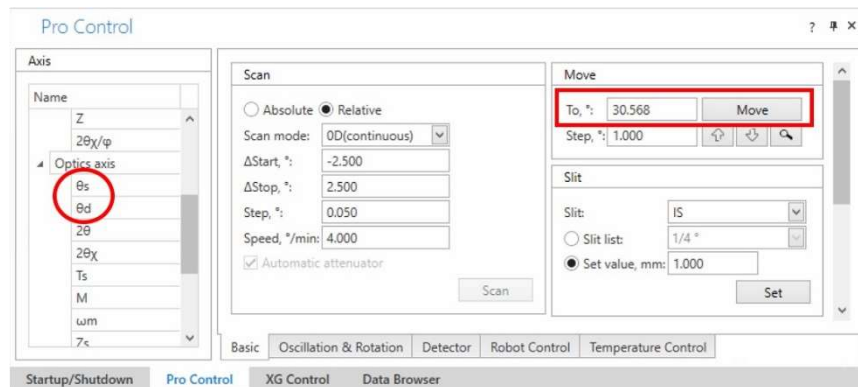 Pro Control
?
Axis
Name
Z
2θχ/φ
Optics axis
θs
θd
2θ
2θχ
Ts
M
ωm
Zs
Scan
Absolute Relative
Scan mode: 0D(continuous)
ΔStart, °: -2.500
ΔStop, °: 2.500
Step, °: 0.050
Speed, °/min: 4.000
Automatic attenuator
Scan
Move
To, °: 30.568 Move
Step, °: 1.000
Slit
Slit: IS
Slit list: 1/4 °
Set value, mm: 1.000
Set
Basic Oscillation & Rotation Detector Robot Control Temperature Control
Startup/Shutdown Pro Control XG Control Data Browser